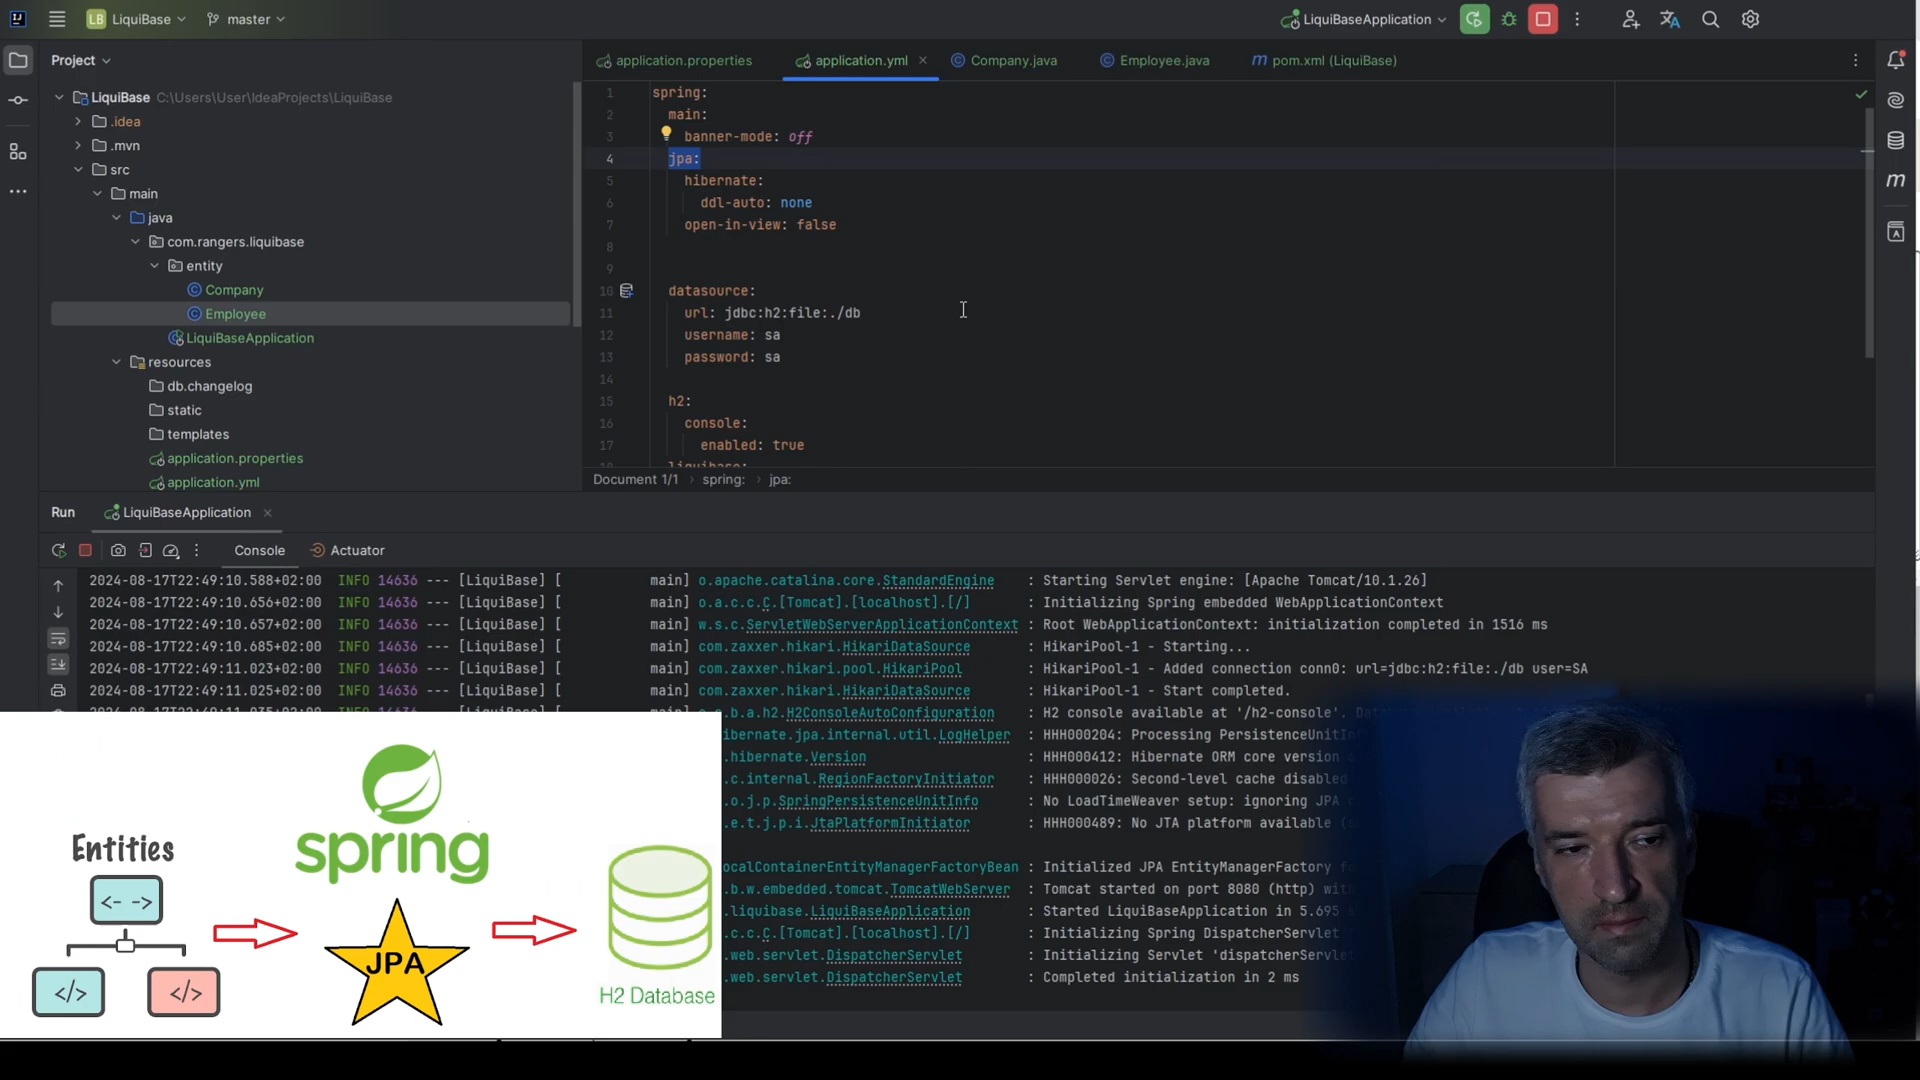 LB LiquiBase master LiquiBaseApplication
Project
application.properties application.yml Company.java Employee.java pom.xml (LiquiBase)
LiquiBase C:\Users\User\IdeaProjects\LiquiBase
.idea
.mvn
src
main
java
com.rangers.liquibase
entity
Company
Employee
LiquiBaseApplication
resources
db.changelog
static
templates
application.properties
application.yml
1 spring:
2 main:
3 banner-mode: off
4 jpa:
5 hibernate:
6 ddl-auto: none
7 open-in-view: false
8
9
10 datasource:
11 url: jdbc:h2:file:./db
12 username: sa
13 password: sa
14
15 h2:
16 console:
17 enabled: true
liquibase:
Document 1/1 › spring: › jpa:
Run LiquiBaseApplication
Console Actuator
2024-08-17T22:49:10.588+02:00 INFO 14636 --- [LiquiBase] [ main] o.apache.catalina.core.StandardEngine : Starting Servlet engine: [Apache Tomcat/10.1.26]
2024-08-17T22:49:10.656+02:00 INFO 14636 --- [LiquiBase] [ main] o.a.c.c.C.[Tomcat].[localhost].[/] : Initializing Spring embedded WebApplicationContext
2024-08-17T22:49:10.657+02:00 INFO 14636 --- [LiquiBase] [ main] w.s.c.ServletWebServerApplicationContext : Root WebApplicationContext: initialization completed in 1516 ms
2024-08-17T22:49:10.685+02:00 INFO 14636 --- [LiquiBase] [ main] com.zaxxer.hikari.HikariDataSource : HikariPool-1 - Starting...
2024-08-17T22:49:11.023+02:00 INFO 14636 --- [LiquiBase] [ main] com.zaxxer.hikari.pool.HikariPool : HikariPool-1 - Added connection conn0: url=jdbc:h2:file:./db user=SA
2024-08-17T22:49:11.025+02:00 INFO 14636 --- [LiquiBase] [ main] com.zaxxer.hikari.HikariDataSource : HikariPool-1 - Start completed.
.b.a.h2.H2ConsoleAutoConfiguration : H2 console available at '/h2-console'.
ibernate.jpa.internal.util.LogHelper : HHH000204: Processing
.hibernate.Version : HHH000412: Hibernate ORM core version
.c.internal.RegionFactoryInitiator : HHH000026: Second-level cache disabled
.o.j.p.SpringPersistenceUnitInfo : No LoadTimeWeaver setup: ignoring JPA
.e.t.j.p.i.JtaPlatformInitiator : HHH000489: No JTA platform available
ocalContainerEntityManagerFactoryBean : Initialized JPA EntityManagerFactory
.b.w.embedded.tomcat.TomcatWebServer : Tomcat started on port 8080 (http)
.liquibase.LiquiBaseApplication : Started LiquiBaseApplication in 5.695
.c.c.C.[Tomcat].[localhost].[/] : Initializing Spring DispatcherServlet
.web.servlet.DispatcherServlet : Initializing Servlet 'dispatcherServlet
.web.servlet.DispatcherServlet : Completed initialization in 2 ms
Entities
<- ->
</> </>
spring
JPA
H2 Database